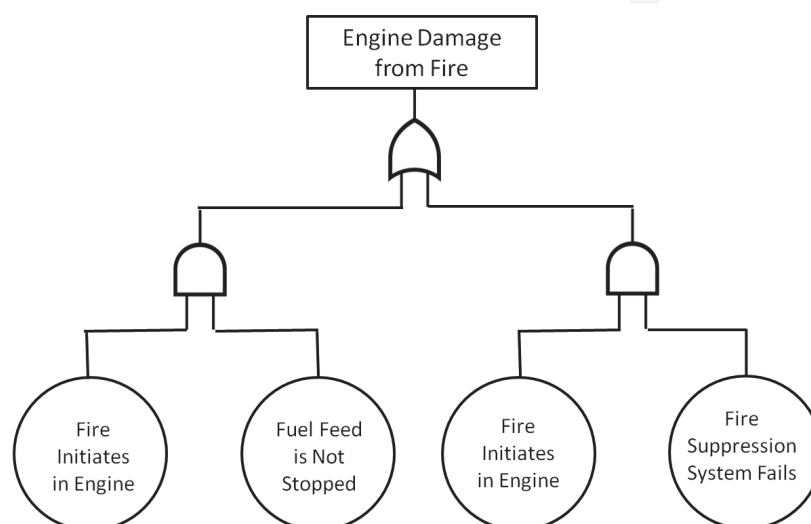 Engine Damage
from Fire
Fire
Initiates
in Engine
Fuel Feed
is Not
Stopped
Fire
Initiates
in Engine
Fire
Suppression
System Fails